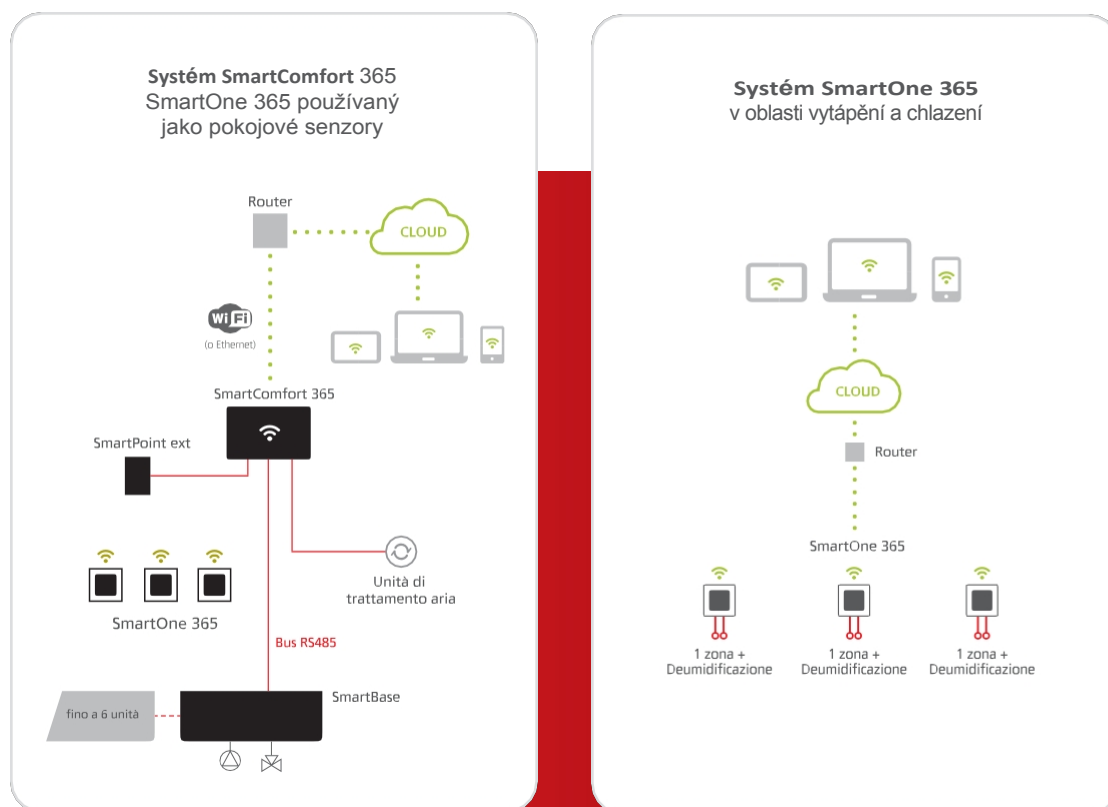 Systém SmartComfort 365
SmartOne 365 používaný
jako pokojové senzory
Router
CLOUD
WiFi
(o Ethernet)
SmartComfort 365
SmartPoint ext
Unità di
trattamento aria
SmartOne 365
Bus RS485
SmartBase
fino a 6 unità
Systém SmartOne 365
v oblasti vytápění a chlazení
CLOUD
Router
SmartOne 365
1 zona +
Deumidificazione
1 zona +
Deumidificazione
1 zona +
Deumidificazione